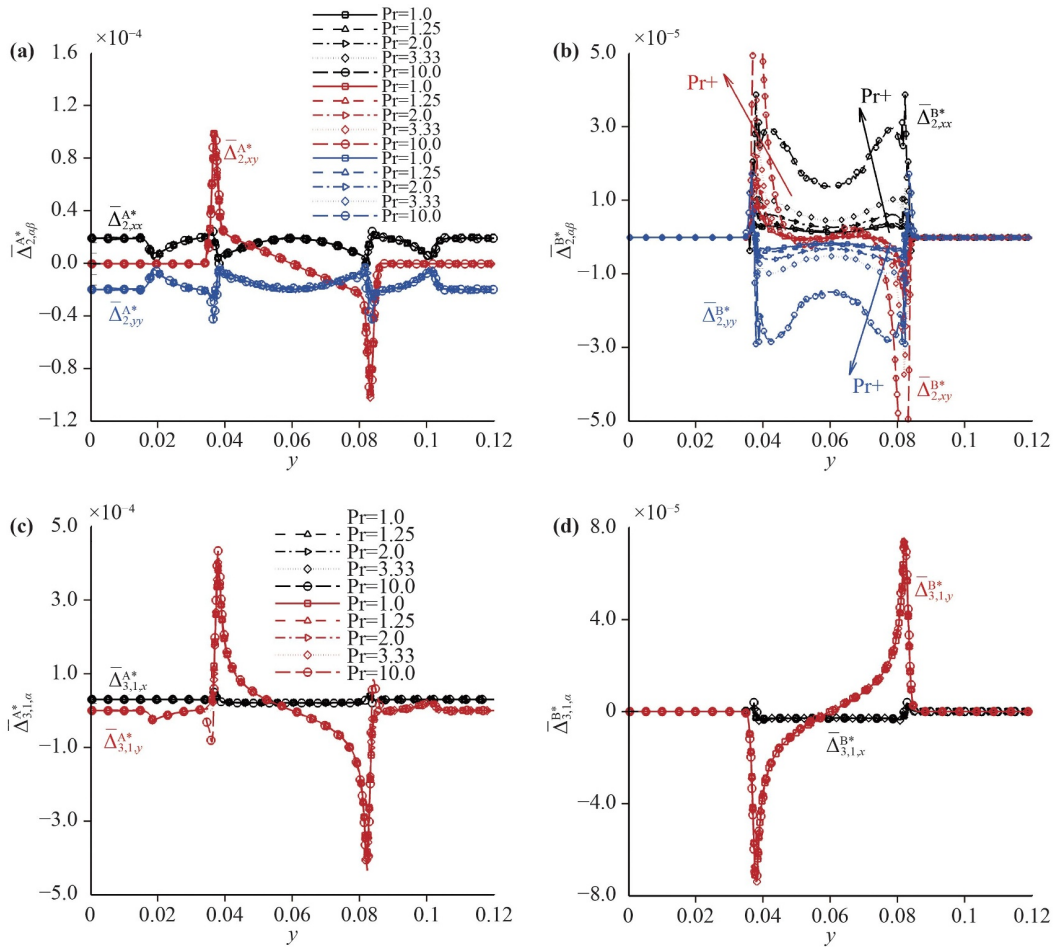 (a)
×10⁻⁴
1.6
1.2
0.4
0.0
−0.4
−0.8
−1.2
Δ̅^{A*}_{2,αβ}
Pr=1.0
Pr=1.25
Pr=2.0
Pr=3.33
Pr=10.0
Pr=1.0
Pr=1.25
Pr=2.0
Pr=3.33
Pr=10.0
Pr=1.0
Pr=1.25
Pr=2.0
Pr=3.33
Pr=10.0
Δ̅^{A*}_{2,xy}
Δ̅^{A*}_{2,xx}
Δ̅^{A*}_{2,yy}
0 0.02 0.04 0.06 0.08 0.1 0.12
y
(b)
×10⁻⁵
5.0
3.0
1.0
−1.0
−3.0
−5.0
Δ̅^{B*}_{2,αβ}
Pr+
Pr+
Δ̅^{B*}_{2,xx}
Δ̅^{B*}_{2,yy}
Pr+
Δ̅^{B*}_{2,xy}
0 0.02 0.04 0.06 0.08 0.1 0.12
y
(c)
×10⁻⁴
5.0
3.0
1.0
−1.0
−3.0
−5.0
Δ̅^{A*}_{3,1,α}
Pr=1.0
Pr=1.25
Pr=2.0
Pr=3.33
Pr=10.0
Pr=1.0
Pr=1.25
Pr=2.0
Pr=3.33
Pr=10.0
Δ̅^{A*}_{3,1,x}
Δ̅^{A*}_{3,1,y}
0 0.02 0.04 0.06 0.08 0.1 0.12
y
(d)
×10⁻⁵
8.0
4.0
0
−4.0
−8.0
Δ̅^{B*}_{3,1,α}
Δ̅^{B*}_{3,1,y}
Δ̅^{B*}_{3,1,x}
0 0.02 0.04 0.06 0.08 0.1 0.12
y